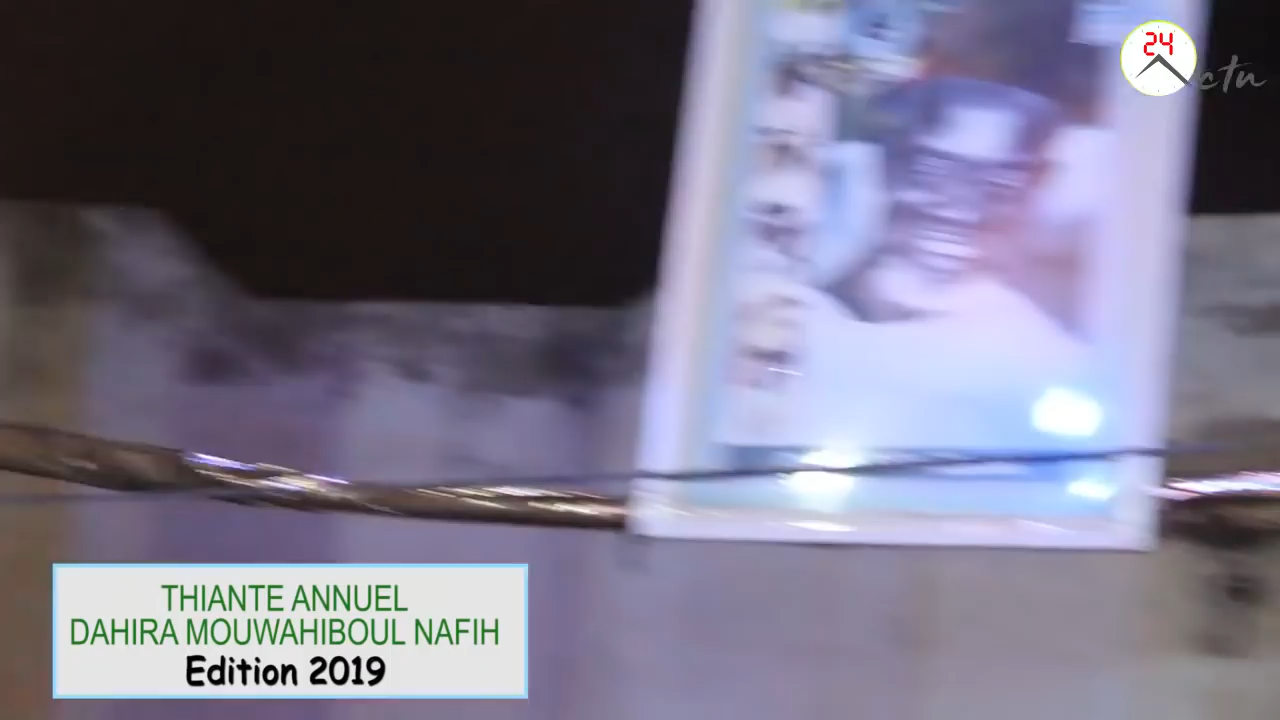 24
ctu
THIANTE ANNUEL
DAHIRA MOUWAHIBOUL NAFIH
Edition 2019